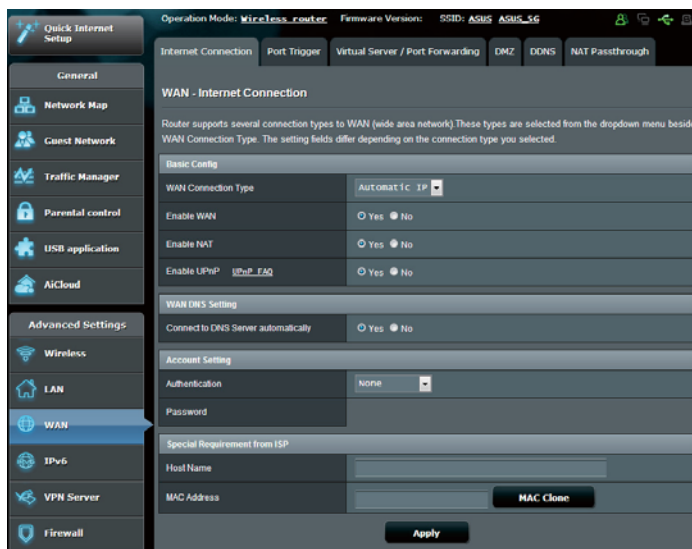 Quick Internet Setup
Operation Mode: Wireless router Firmware Version: SSID: ASUS ASUS_5G
Internet Connection Port Trigger Virtual Server / Port Forwarding DMZ DDNS NAT Passthrough
General
Network Map
Guest Network
Traffic Manager
Parental control
USB application
AiCloud
Advanced Settings
Wireless
LAN
WAN
IPv6
VPN Server
Firewall
WAN - Internet Connection
Router supports several connection types to WAN (wide area network).These types are selected from the dropdown menu besid
WAN Connection Type. The setting fields differ depending on the connection type you selected.
Basic Config
WAN Connection Type Automatic IP
Enable WAN Yes No
Enable NAT Yes No
Enable UPnP UPnP FAQ Yes No
WAN DNS Setting
Connect to DNS Server automatically Yes No
Account Setting
Authentication None
Password
Special Requirement from ISP
Host Name
MAC Address MAC Clone
Apply